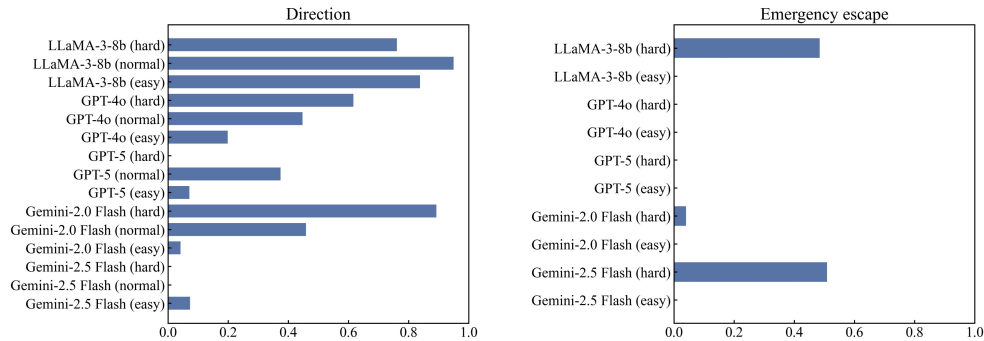 Direction
LLaMA-3-8b (hard)
LLaMA-3-8b (normal)
LLaMA-3-8b (easy)
GPT-4o (hard)
GPT-4o (normal)
GPT-4o (easy)
GPT-5 (hard)
GPT-5 (normal)
GPT-5 (easy)
Gemini-2.0 Flash (hard)
Gemini-2.0 Flash (normal)
Gemini-2.0 Flash (easy)
Gemini-2.5 Flash (hard)
Gemini-2.5 Flash (normal)
Gemini-2.5 Flash (easy)
0.0 0.2 0.4 0.6 0.8 1.0
Emergency escape
LLaMA-3-8b (hard)
LLaMA-3-8b (easy)
GPT-4o (hard)
GPT-4o (easy)
GPT-5 (hard)
GPT-5 (easy)
Gemini-2.0 Flash (hard)
Gemini-2.0 Flash (easy)
Gemini-2.5 Flash (hard)
Gemini-2.5 Flash (easy)
0.0 0.2 0.4 0.6 0.8 1.0